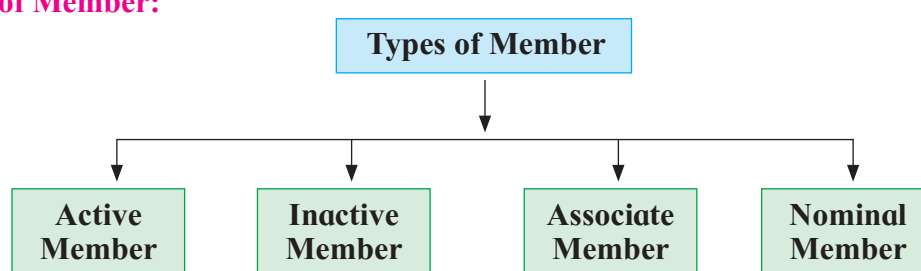 of Member:
Types of Member
Active
Member
Inactive
Member
Associate
Member
Nominal
Member